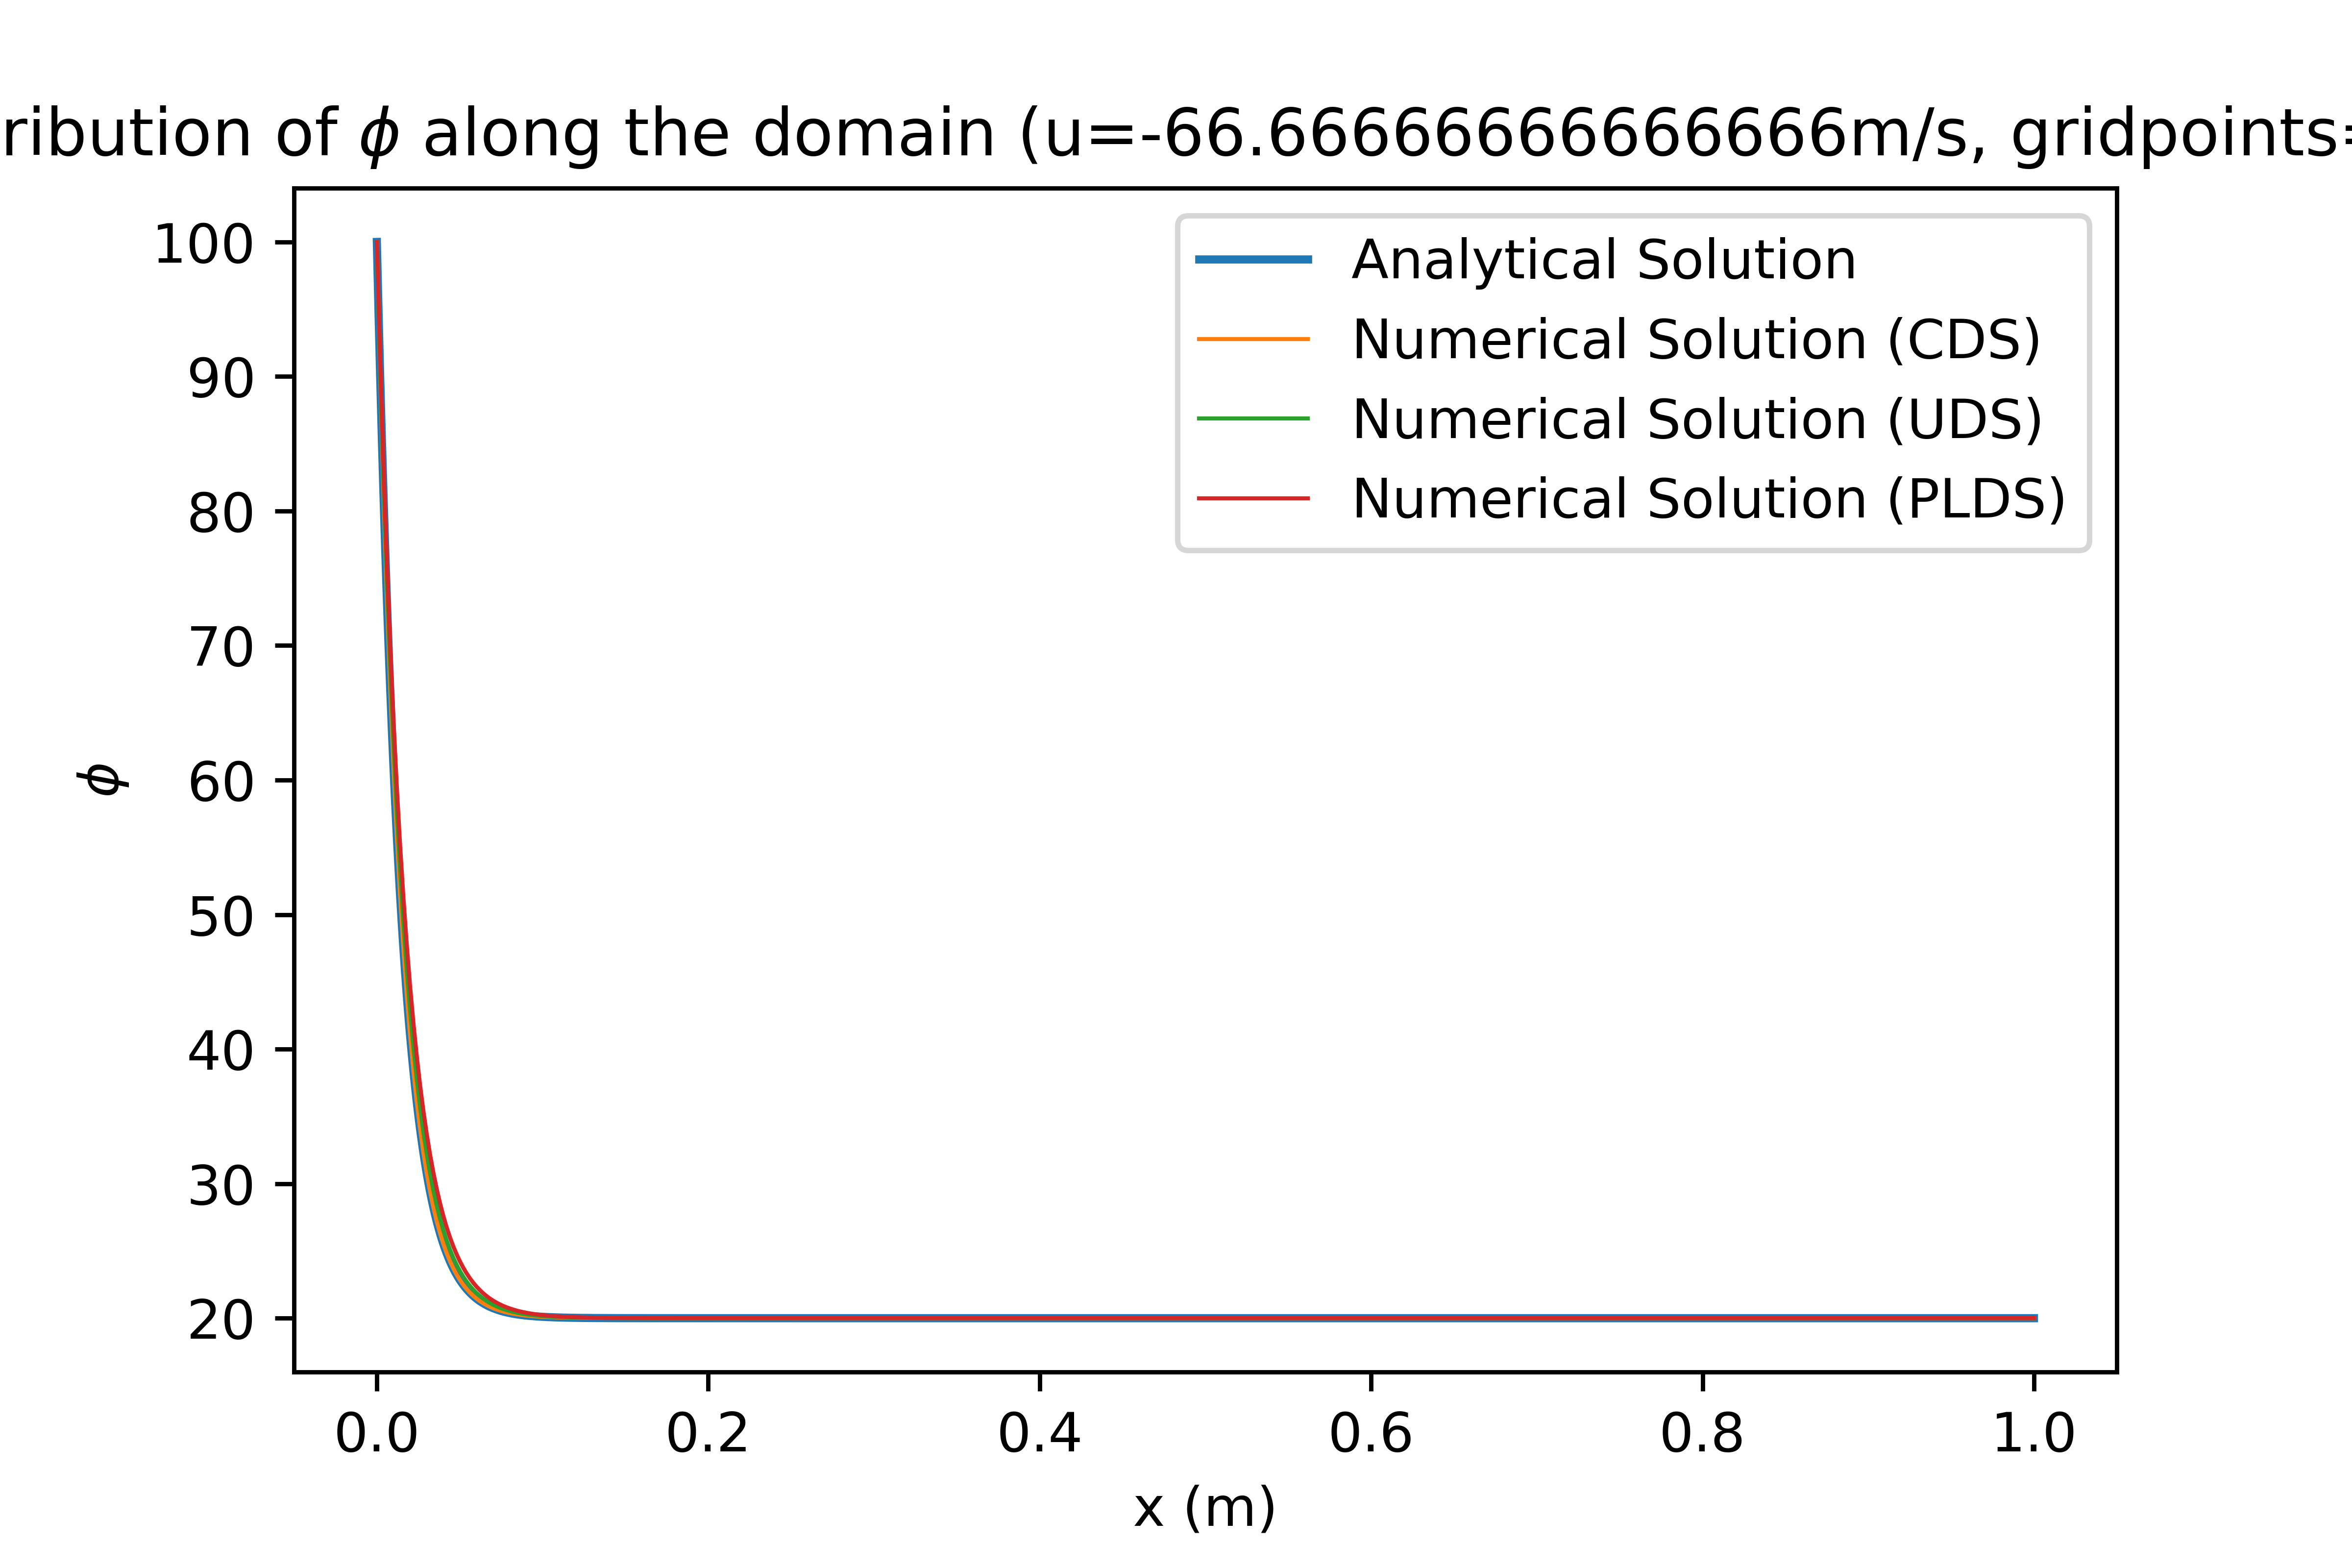 ribution of ϕ along the domain (u=-66.66666666666666m/s, gridpoints=
Analytical Solution
Numerical Solution (CDS)
Numerical Solution (UDS)
Numerical Solution (PLDS)
100
90
80
70
60
50
40
30
20
ϕ
0.0 0.2 0.4 0.6 0.8 1.0
x (m)